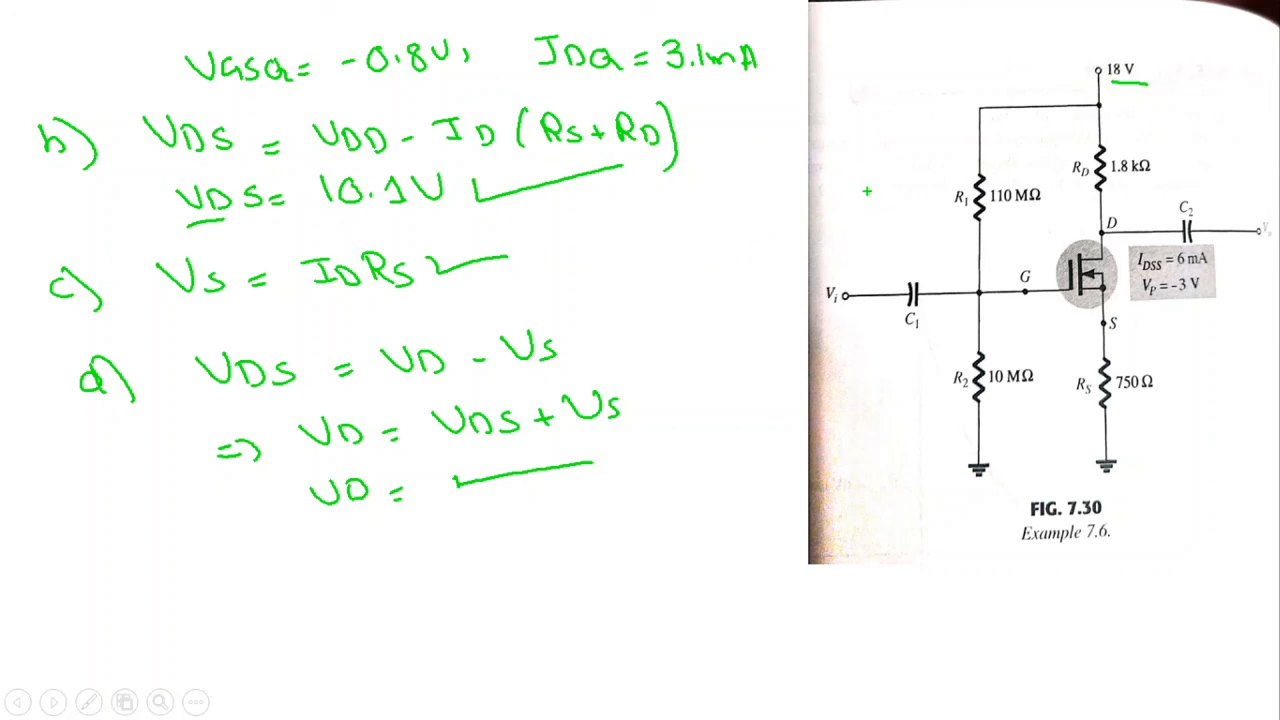 VGSQ = -0.8V, IDQ = 3.1mA
b) VDS = VDD - ID (RS + RD)
VDS = 10.1V
c) VS = IDRS
d) VDS = VD - VS
=> VD = VDS + VS
VD =
18 V
RD 1.8 kΩ
R1 110 MΩ
C2
D
Vo
IDSS = 6 mA
VP = -3 V
G
Vi
C1
S
R2 10 MΩ
RS 750 Ω
FIG. 7.30
Example 7.6.